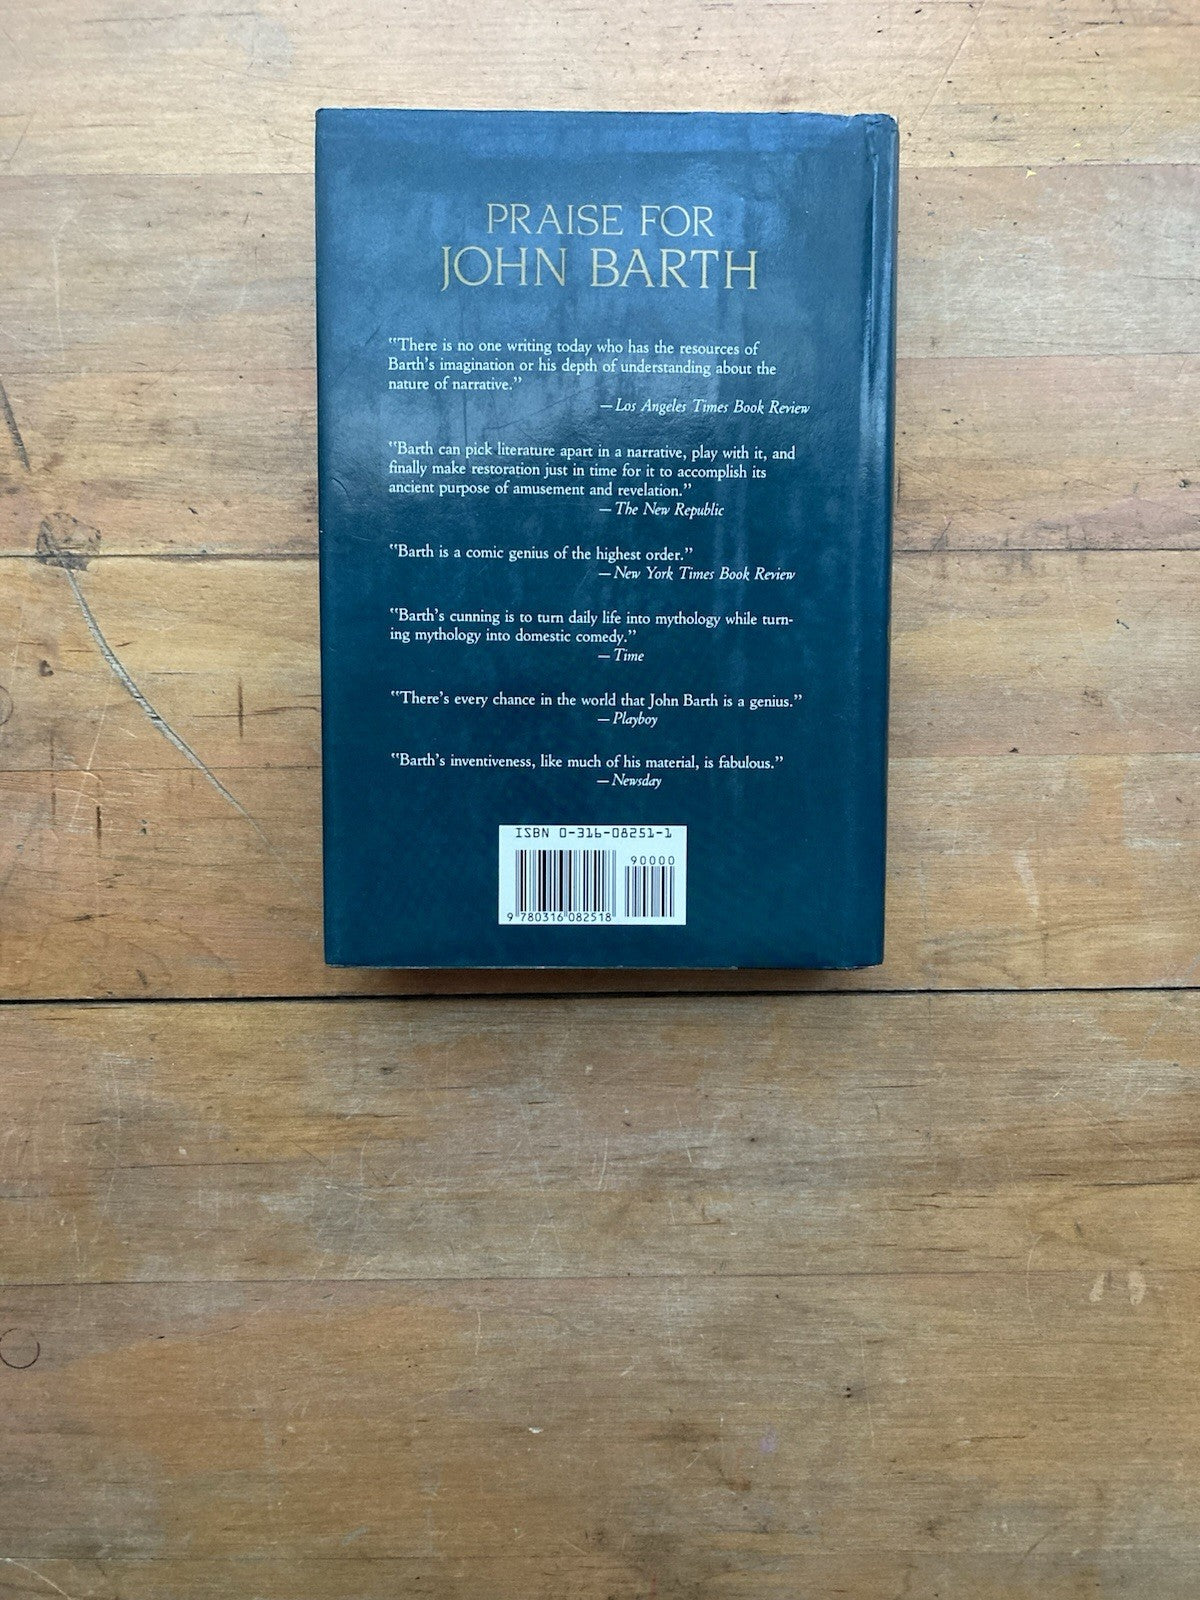 PRAISE FOR
JOHN BARTH
"There is no one writing today who has the resources of
Barth's imagination or his depth of understanding about the
nature of narrative."
—Los Angeles Times Book Review
"Barth can pick literature apart in a narrative, play with it, and
finally make restoration just in time for it to accomplish its
ancient purpose of amusement and revelation."
—The New Republic
"Barth is a comic genius of the highest order."
—New York Times Book Review
"Barth's cunning is to turn daily life into mythology while turn-
ing mythology into domestic comedy."
—Time
"There's every chance in the world that John Barth is a genius."
—Playboy
"Barth's inventiveness, like much of his material, is fabulous."
—Newsday
ISBN 0-316-08251-1
90000
9 780316 082518